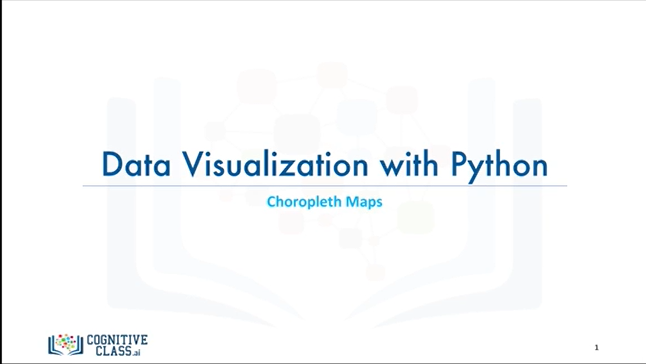 Data Visualization with Python
Choropleth Maps
COGNITIVE
CLASS.ai
1